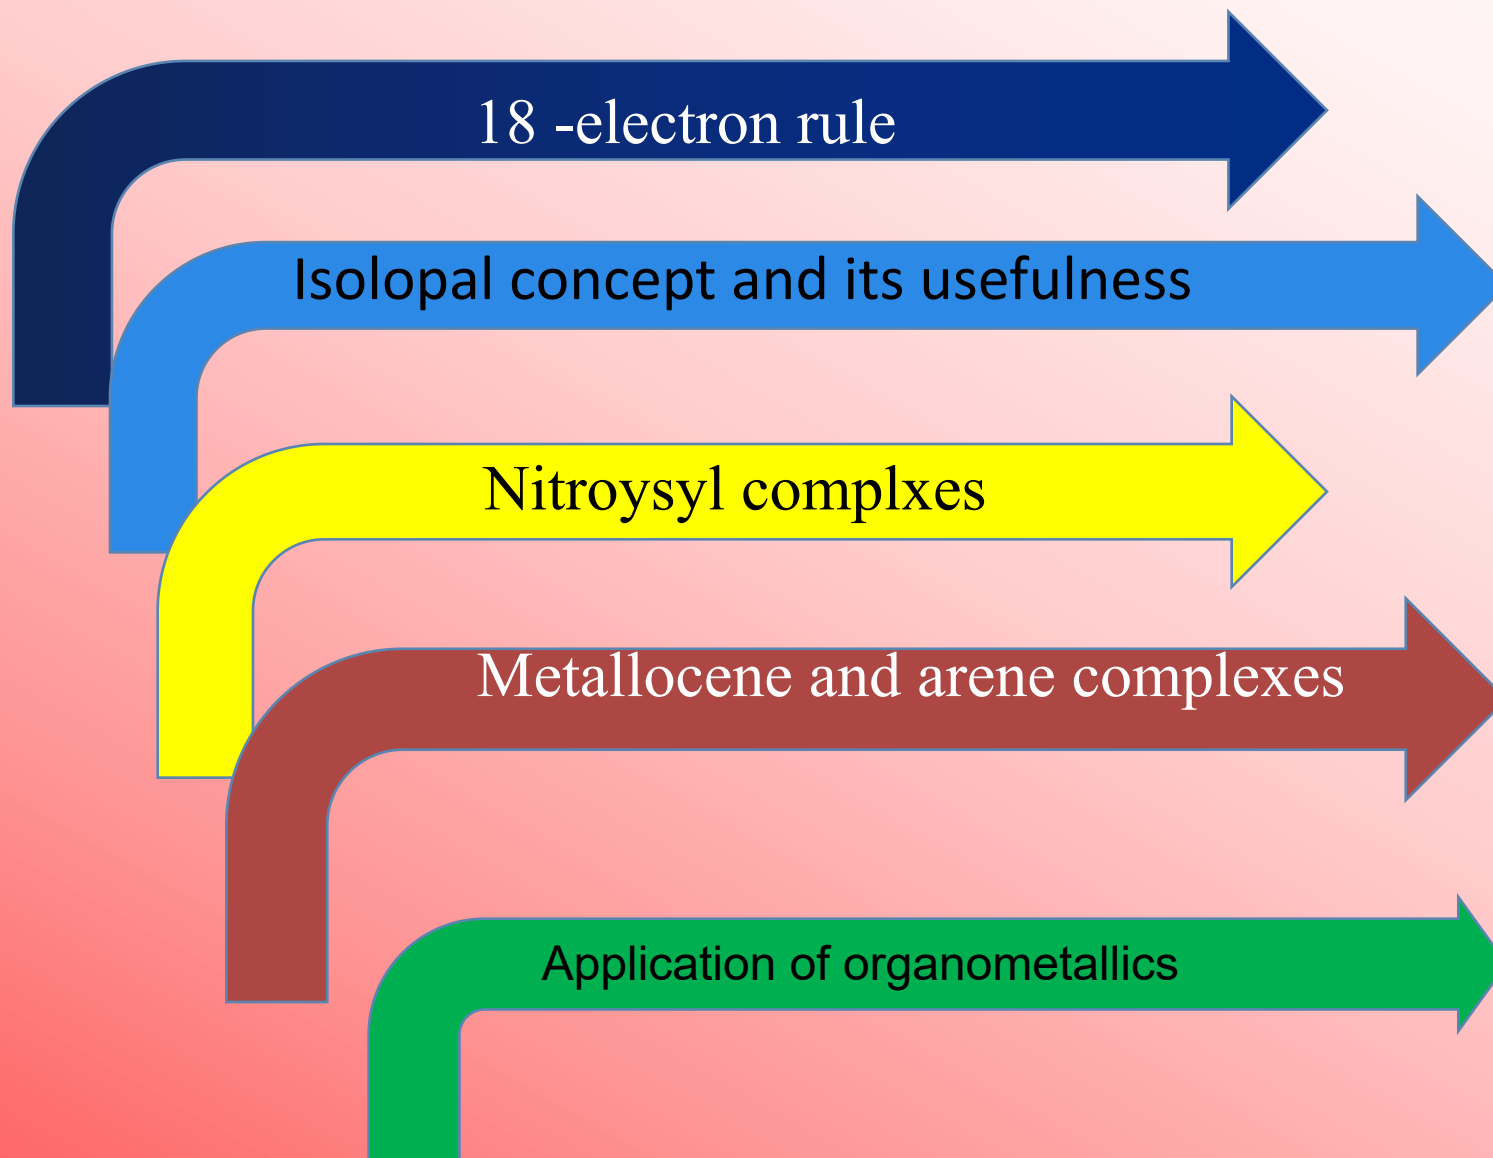 18 -electron rule
Isolopal concept and its usefulness
Nitroysyl complxes
Metallocene and arene complexes
Application of organometallics